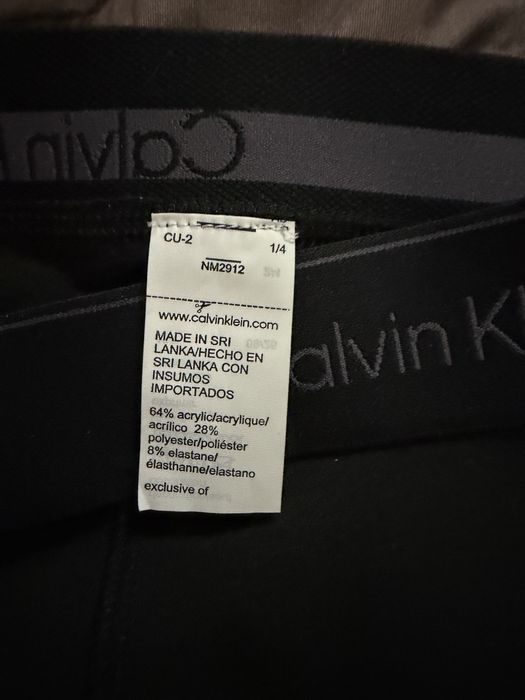 Calvin
CU-2
1/4
NM2912
www.calvinklein.com
MADE IN SRI
LANKA/HECHO EN
SRI LANKA CON
INSUMOS
IMPORTADOS
64% acrylic/acrylique/
acrílico 28%
polyester/poliéster
8% elastane/
élasthanne/elastano
exclusive of
alvin K